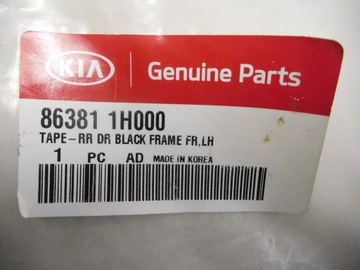 KIA Genuine Parts
86381 1H000
TAPE-RR DR BLACK FRAME FR,LH
1 PC AD MADE IN KOREA